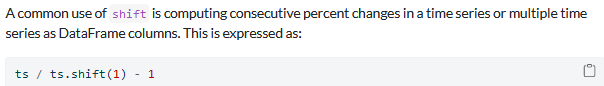 A common use of shift is computing consecutive percent changes in a time series or multiple time
series as DataFrame columns. This is expressed as:
ts / ts.shift(1) - 1